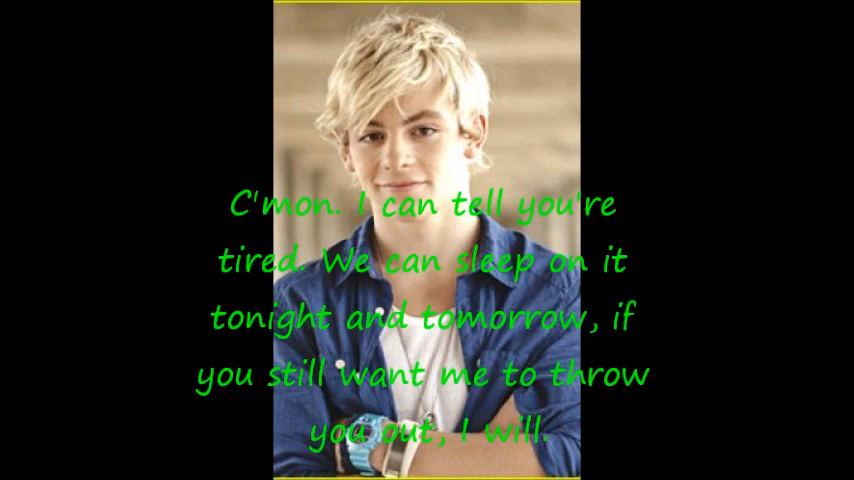 C'mon. I can tell you're
tired. We can sleep on it
tonight and tomorrow, if
you still want me to throw
you out, I will.